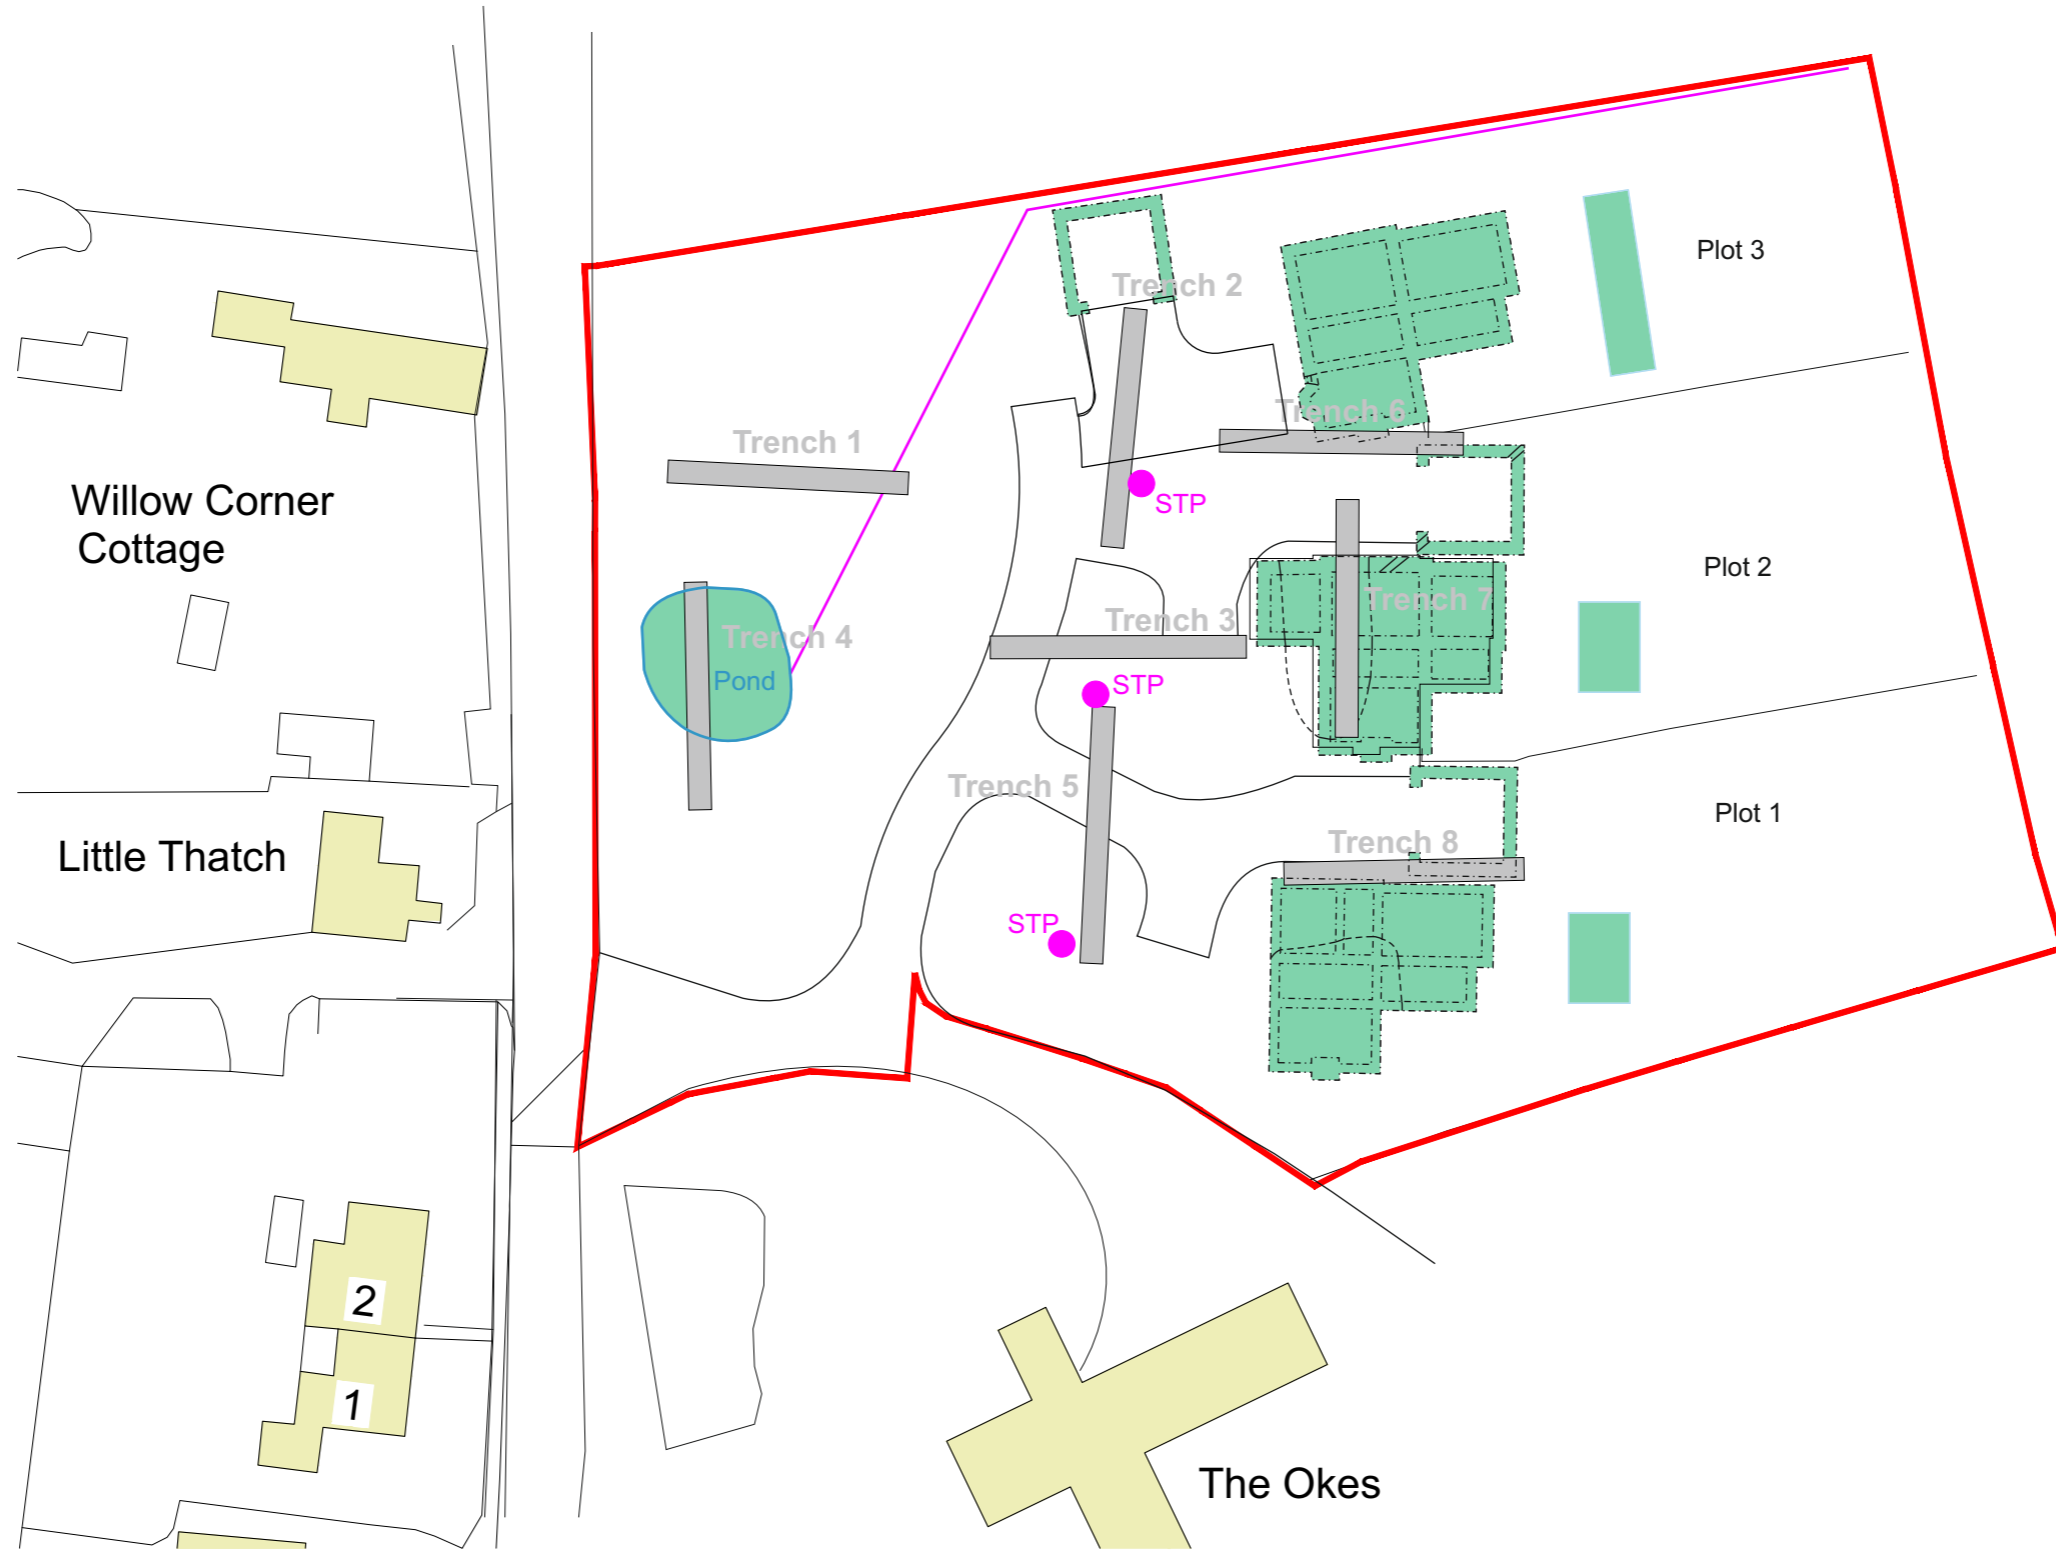 Plot 3
Trench 2
Trench 6
Trench 1
Willow Corner
Cottage
STP
Plot 2
Trench 7
Trench 3
Trench 4
Pond
STP
Trench 5
Plot 1
Trench 8
Little Thatch
STP
2
1
The Okes